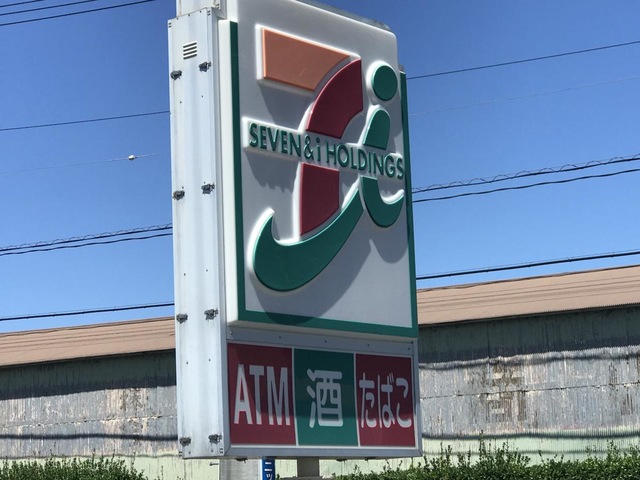 SEVEN & i HOLDINGS
ATM 酒 たばこ